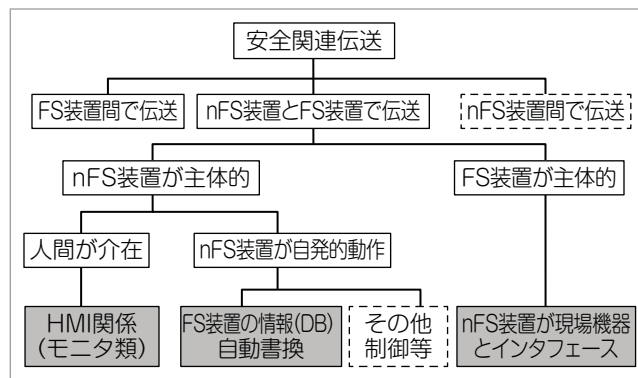 安全関連伝送
FS装置間で伝送
nFS装置とFS装置で伝送
nFS装置間で伝送
nFS装置が主体的
FS装置が主体的
人間が介在
nFS装置が自発的動作
HMI関係
(モニタ類)
FS装置の情報(DB)
自動書換
その他
制御等
nFS装置が現場機器
とインタフェース